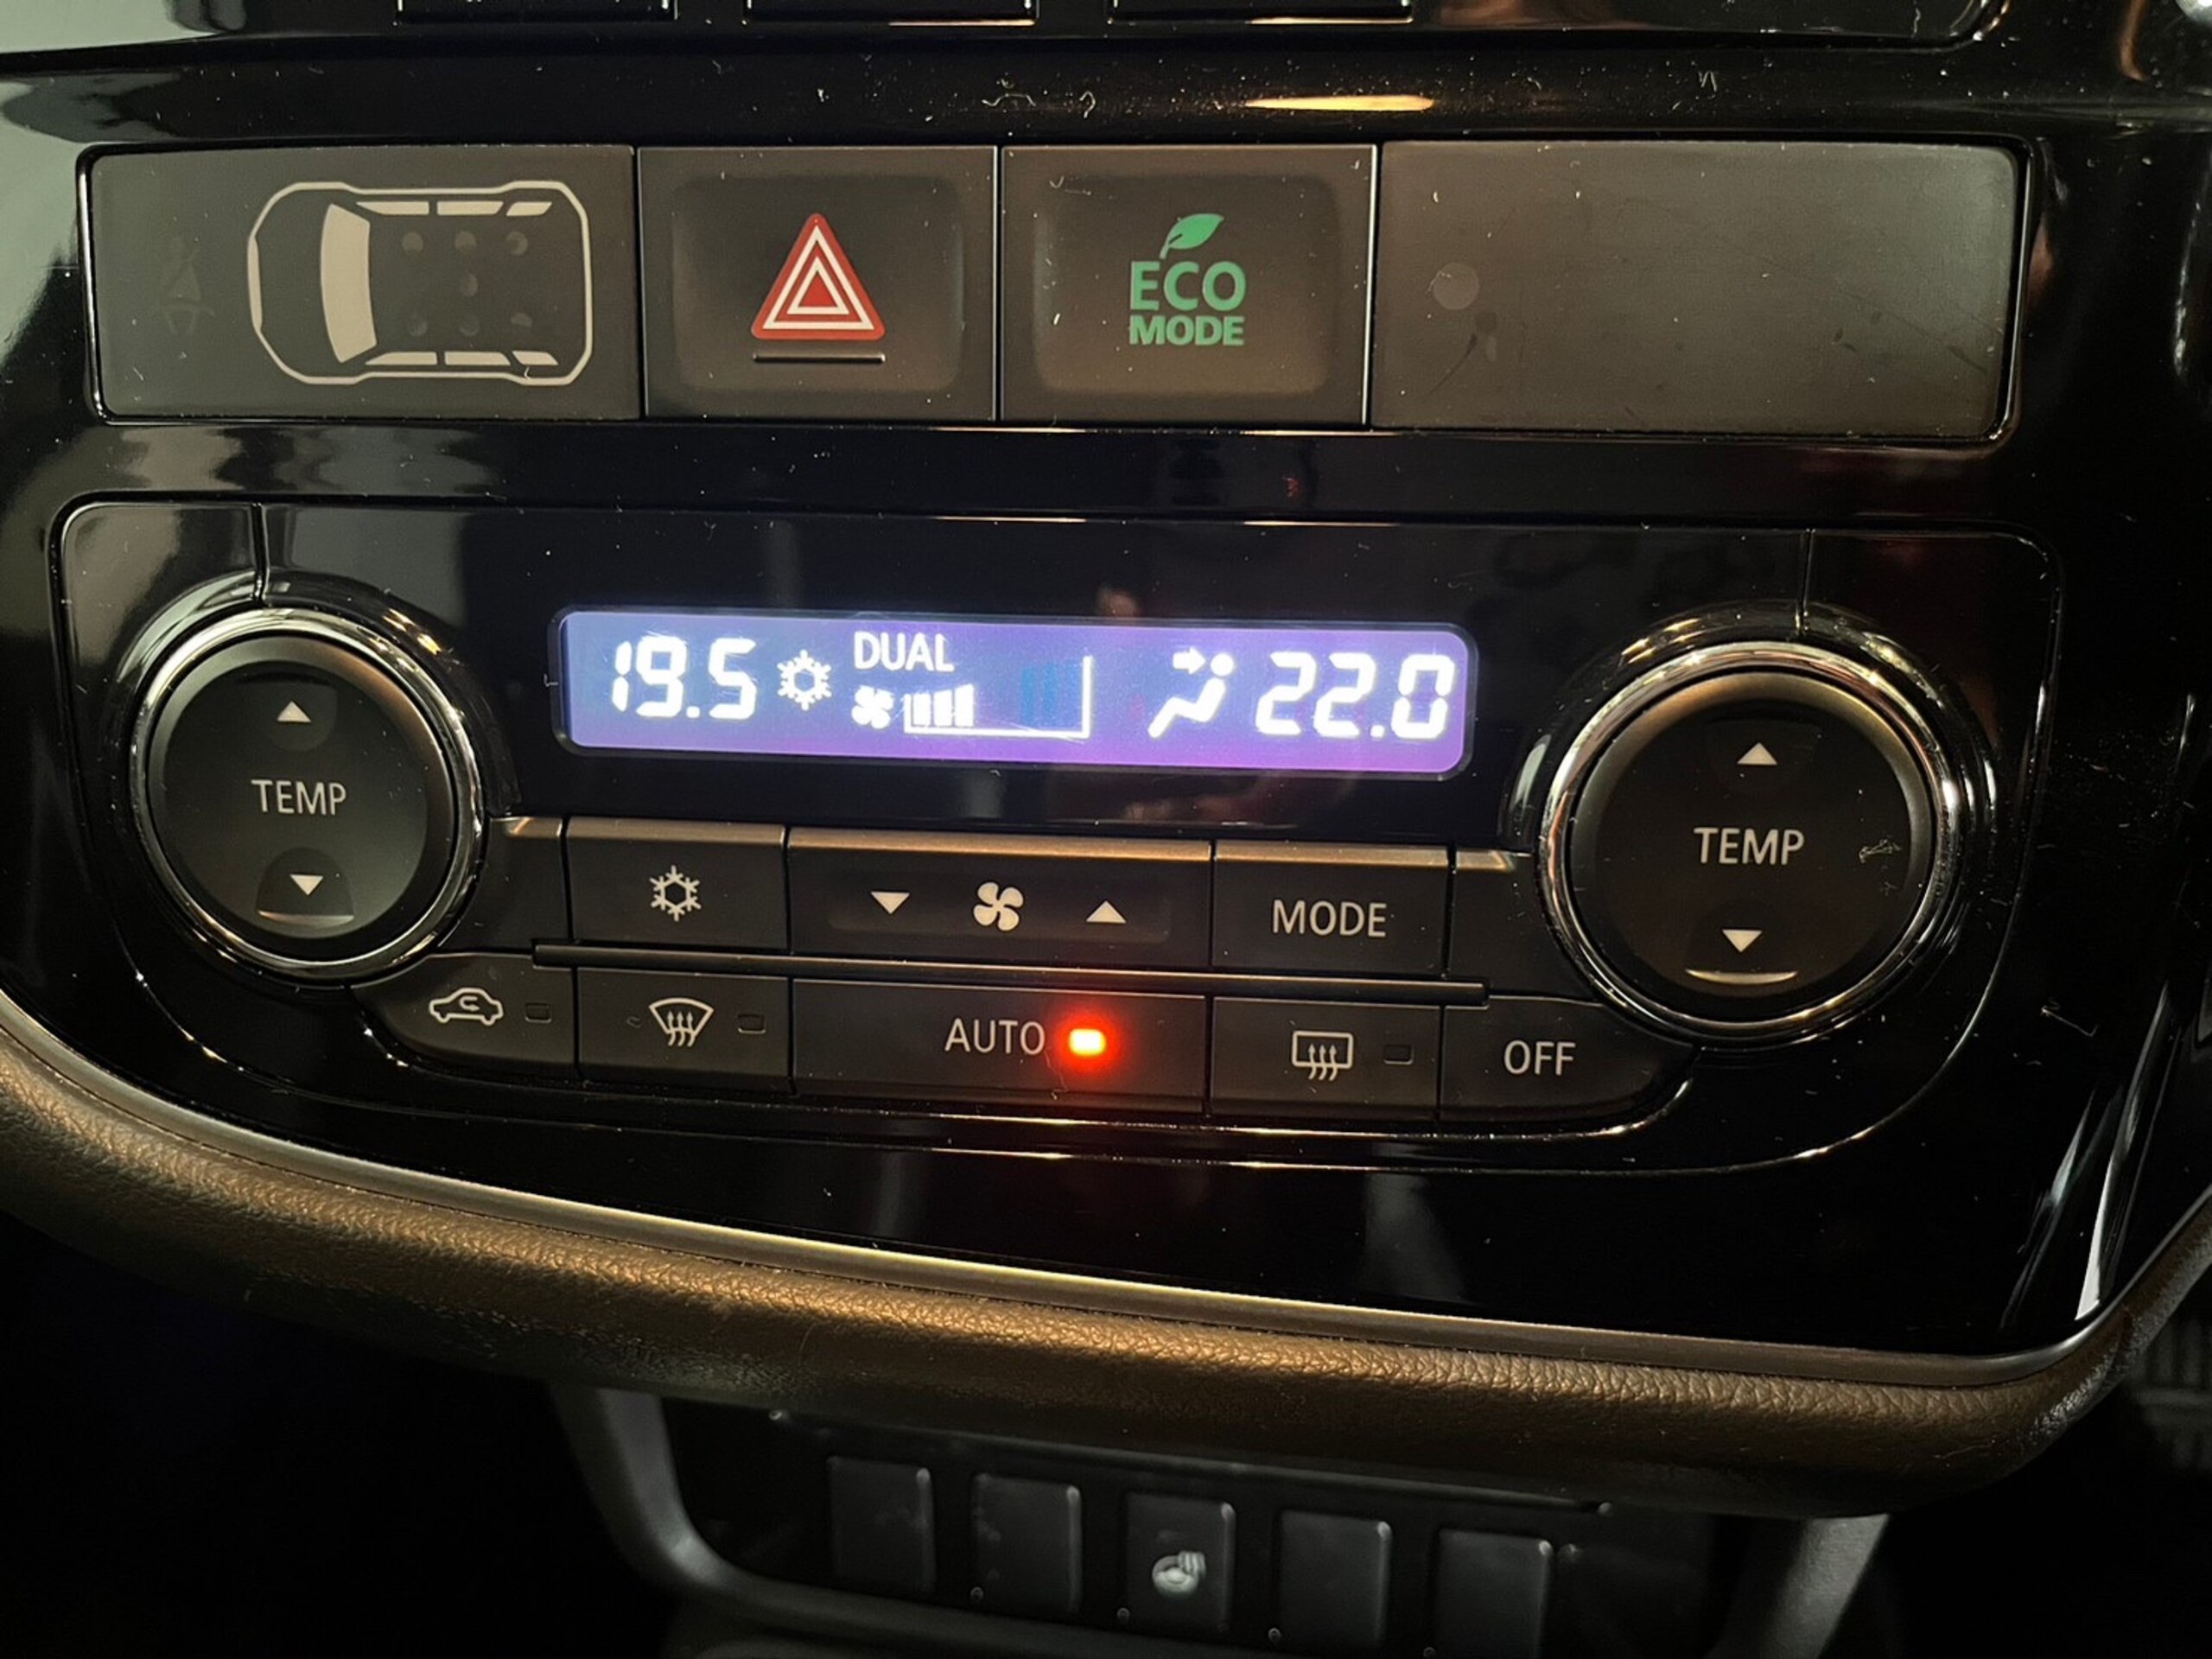 ECO
MODE
19.5
DUAL
22.0
TEMP
TEMP
MODE
AUTO
OFF